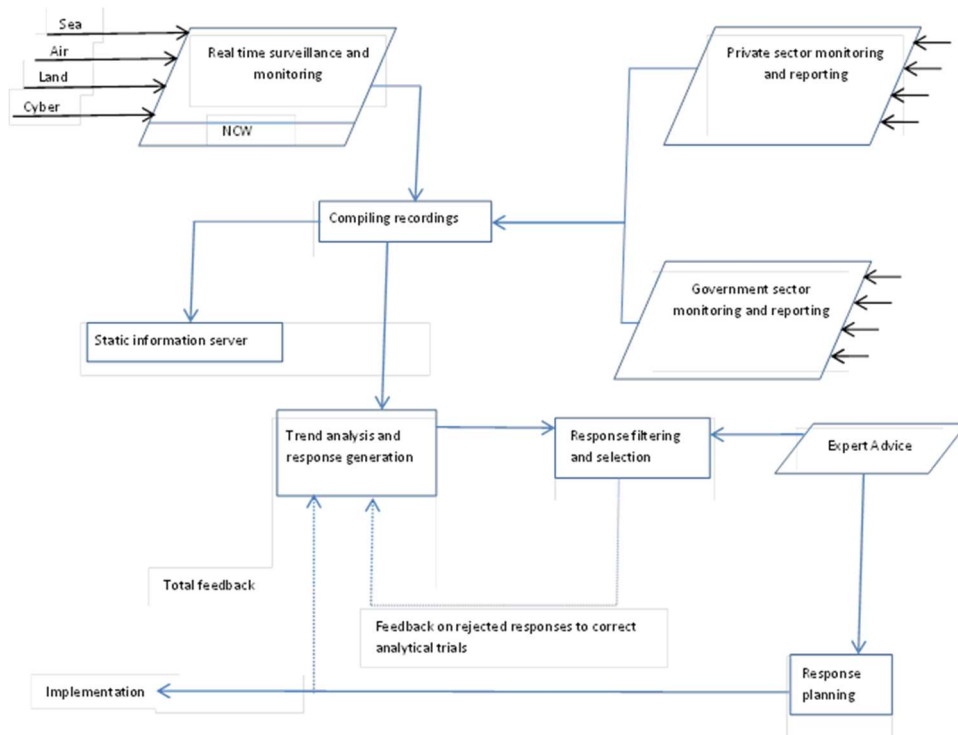 Sea
Air
Land
Cyber
Real time surveillance and
monitoring
NCW
Private sector monitoring
and reporting
Compiling recordings
Government sector
monitoring and reporting
Static information server
Trend analysis and
response generation
Response filtering
and selection
Expert Advice
Total feedback
Feedback on rejected responses to correct
analytical trials
Implementation
Response
planning